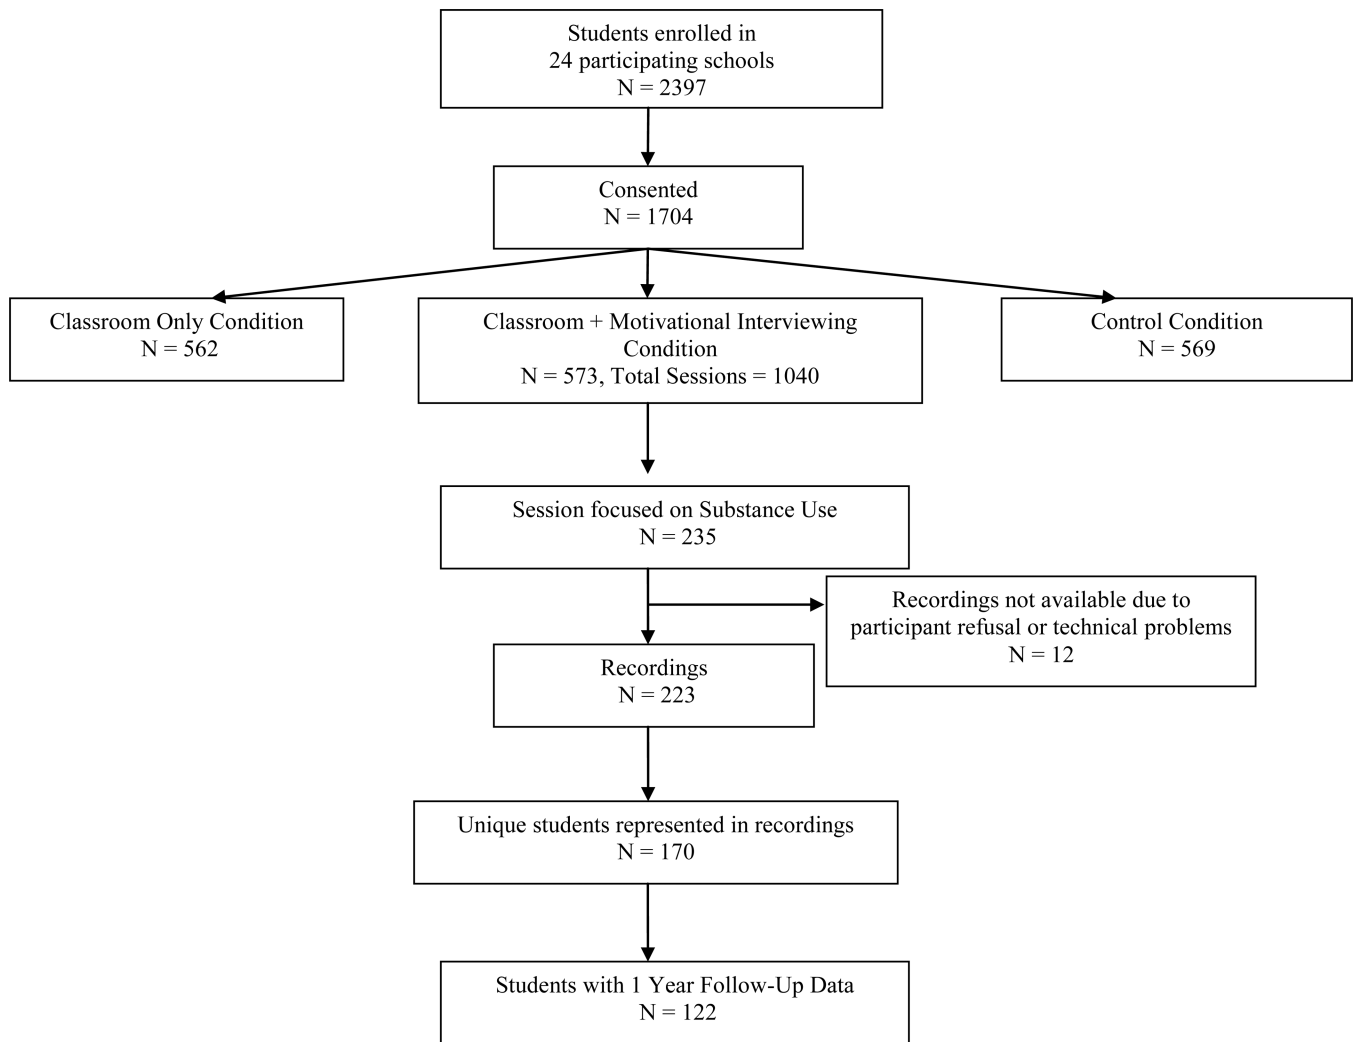 Students enrolled in
24 participating schools
N = 2397
Consented
N = 1704
Classroom Only Condition
N = 562
Classroom + Motivational Interviewing
Condition
N = 573, Total Sessions = 1040
Control Condition
N = 569
Session focused on Substance Use
N = 235
Recordings not available due to
participant refusal or technical problems
N = 12
Recordings
N = 223
Unique students represented in recordings
N = 170
Students with 1 Year Follow-Up Data
N = 122